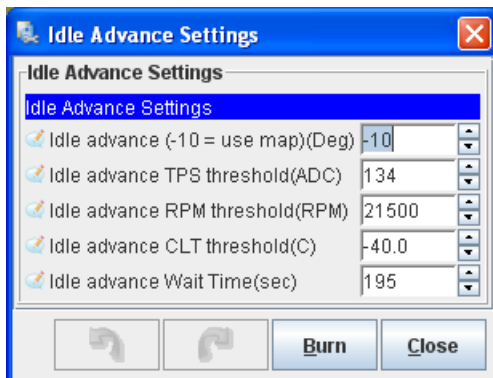 Idle Advance Settings
Idle Advance Settings
Idle Advance Settings
Idle advance (-10 = use map)(Deg) -10
Idle advance TPS threshold(ADC) 134
Idle advance RPM threshold(RPM) 21500
Idle advance CLT threshold(C) -40.0
Idle advance Wait Time(sec) 195
Burn Close